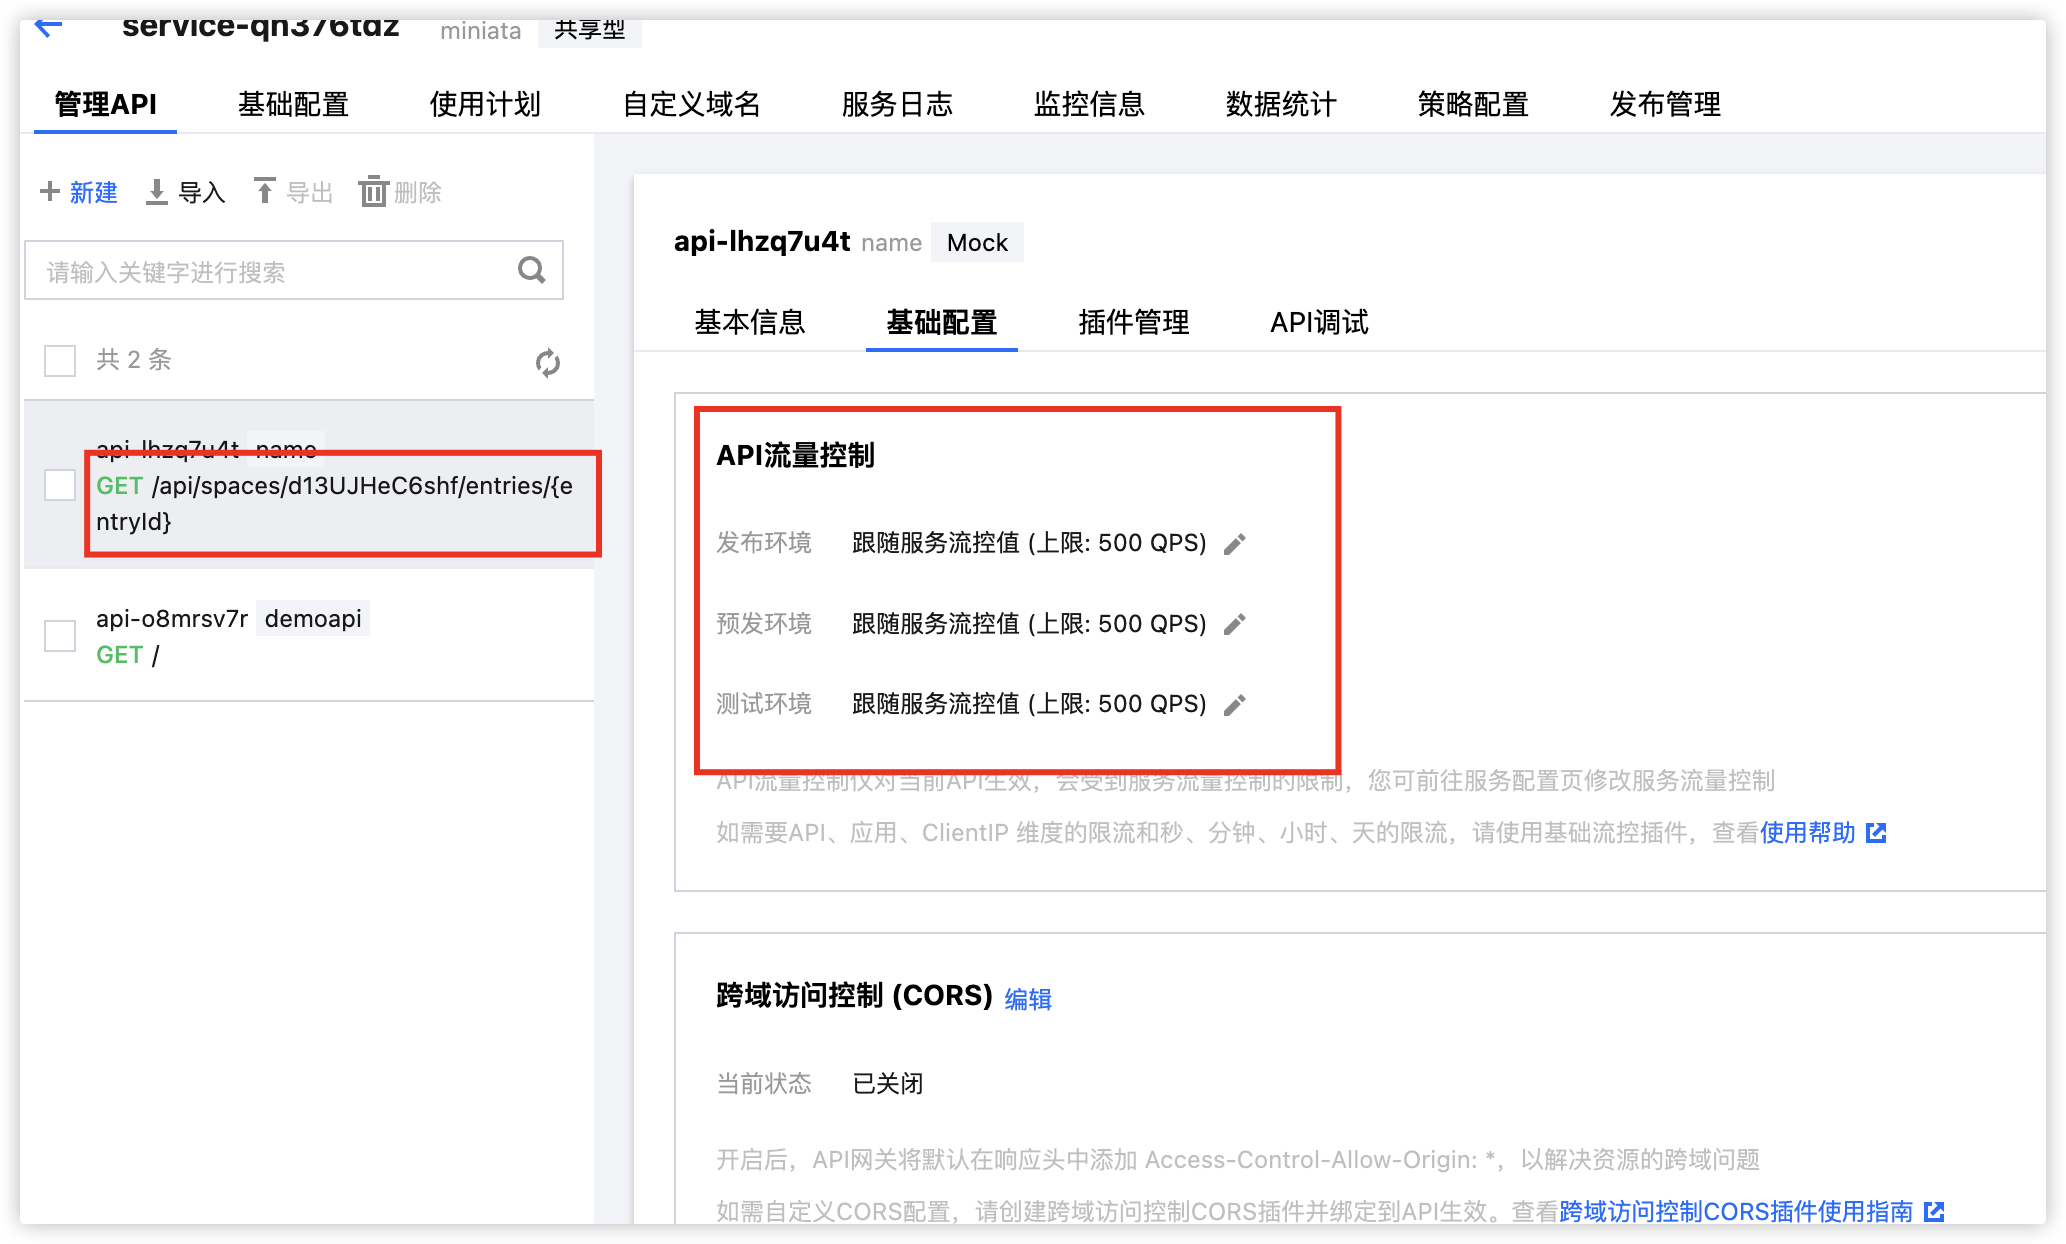 service-qn376tdz miniata 共享型
管理API 基础配置 使用计划 自定义域名 服务日志 监控信息 数据统计 策略配置 发布管理
新建 导入 导出 删除
请输入关键字进行搜索
共 2 条
api-lhzq7u4t name
GET /api/spaces/d13UJHeC6shf/entries/{e
ntryId}
api-o8mrsv7r demoapi
GET /
api-lhzq7u4t name Mock
基本信息 基础配置 插件管理 API调试
API流量控制
发布环境 跟随服务流控值 (上限: 500 QPS)
预发环境 跟随服务流控值 (上限: 500 QPS)
测试环境 跟随服务流控值 (上限: 500 QPS)
API流量控制仅对当前API生效，会受到服务流量控制的限制，您可前往服务配置页修改服务流量控制
如需要API、应用、ClientIP 维度的限流和秒、分钟、小时、天的限流，请使用基础流控插件，查看使用帮助
跨域访问控制 (CORS) 编辑
当前状态 已关闭
开启后，API网关将默认在响应头中添加 Access-Control-Allow-Origin: *，以解决资源的跨域问题
如需自定义CORS配置，请创建跨域访问控制CORS插件并绑定到API生效。查看跨域访问控制CORS插件使用指南